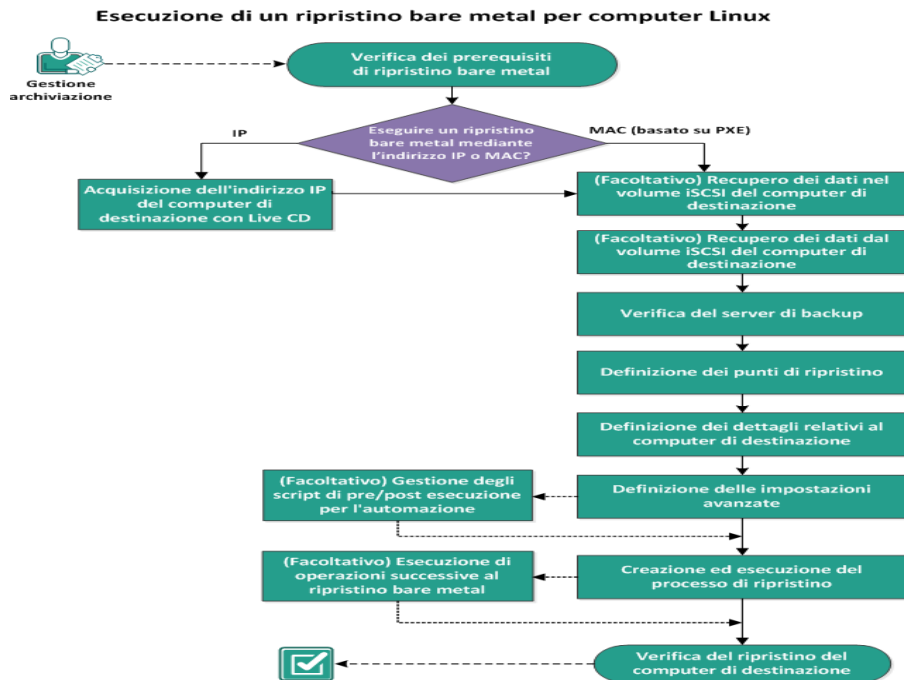 Esecuzione di un ripristino bare metal per computer Linux
Gestione
archiviazione
Verifica dei prerequisiti
di ripristino bare metal
Eseguire un ripristino
bare metal mediante
l'indirizzo IP o MAC?
IP
MAC (basato su PXE)
Acquisizione dell'indirizzo IP
del computer di
destinazione con Live CD
(Facoltativo) Recupero dei dati nel
volume iSCSI del computer di
destinazione
(Facoltativo) Recupero dei dati dal
volume iSCSI del computer di
destinazione
Verifica del server di backup
Definizione dei punti di ripristino
Definizione dei dettagli relativi al
computer di destinazione
Definizione delle impostazioni
avanzate
(Facoltativo) Gestione degli
script di pre/post esecuzione
per l'automazione
Creazione ed esecuzione del
processo di ripristino
(Facoltativo) Esecuzione di
operazioni successive al
ripristino bare metal
Verifica del ripristino del
computer di destinazione